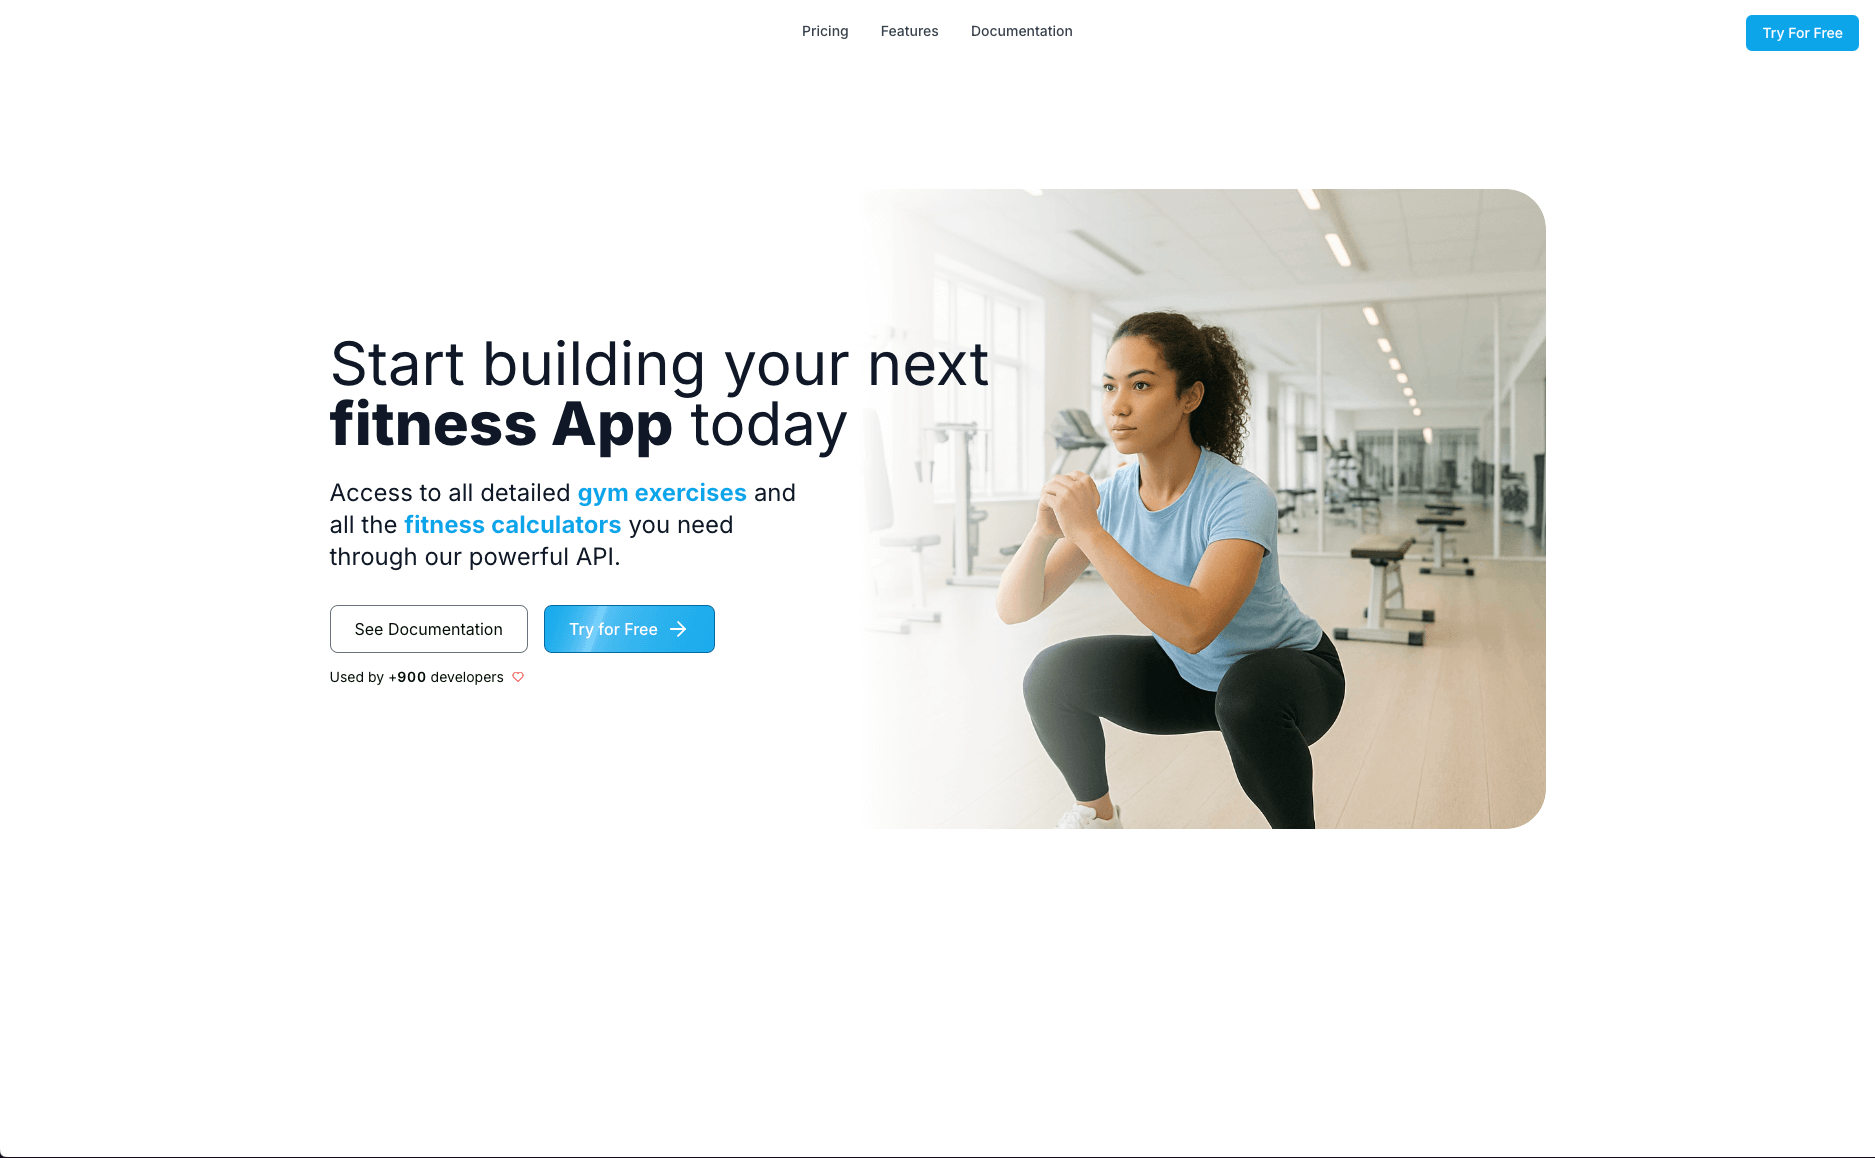 Pricing Features Documentation Try For Free
Start building your next
fitness App today
Access to all detailed gym exercises and
all the fitness calculators you need
through our powerful API.
See Documentation Try for Free
Used by +900 developers